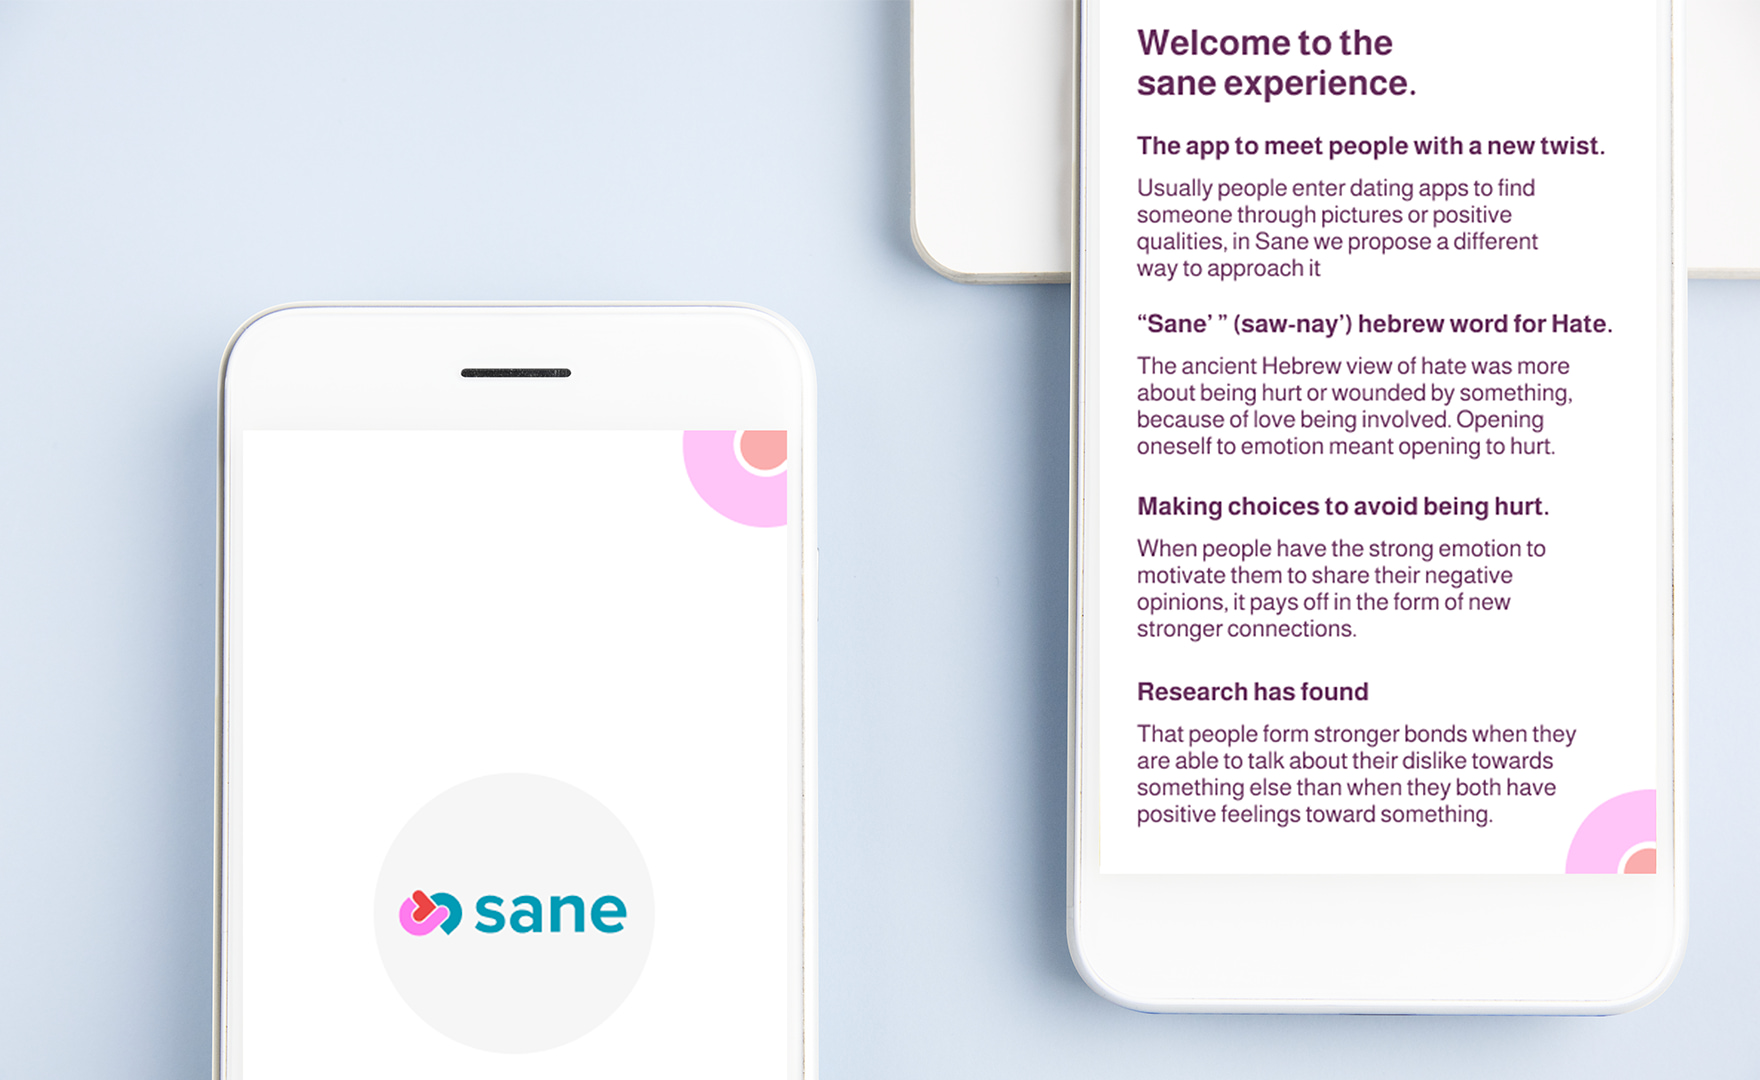 sane
Welcome to the
sane experience.
The app to meet people with a new twist.
Usually people enter dating apps to find
someone through pictures or positive
qualities, in Sane we propose a different
way to approach it
“Sane’ ” (saw-nay’) hebrew word for Hate.
The ancient Hebrew view of hate was more
about being hurt or wounded by something,
because of love being involved. Opening
oneself to emotion meant opening to hurt.
Making choices to avoid being hurt.
When people have the strong emotion to
motivate them to share their negative
opinions, it pays off in the form of new
stronger connections.
Research has found
That people form stronger bonds when they
are able to talk about their dislike towards
something else than when they both have
positive feelings toward something.